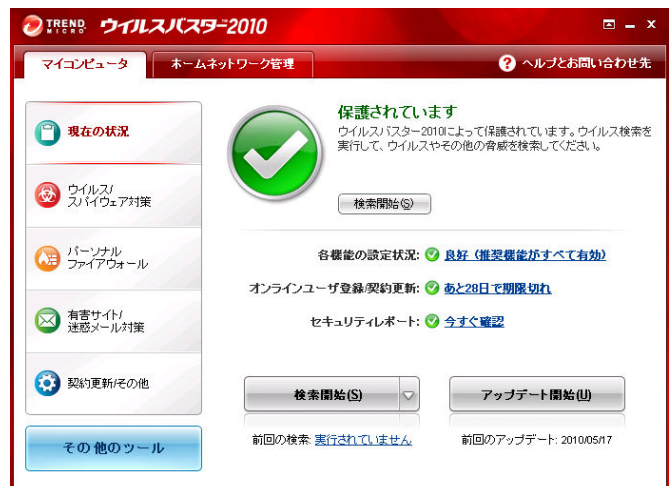 TREND MICRO ウイルスバスター2010
マイコンピュータ ホームネットワーク管理 ? ヘルプとお問い合わせ先
現在の状況
ウイルス/
スパイウェア対策
パーソナル
ファイアウォール
有害サイト/
迷惑メール対策
契約更新/その他
その他のツール
保護されています
ウイルスバスター2010によって保護されています。ウイルス検索を
実行して、ウイルスやその他の脅威を検索してください。
検索開始(S)
各機能の設定状況: 良好（推奨機能がすべて有効）
オンラインユーザ登録/契約更新: あと28日で期限切れ
セキュリティレポート: 今すぐ確認
検索開始(S) アップデート開始(U)
前回の検索: 実行されていません 前回のアップデート: 2010/05/17